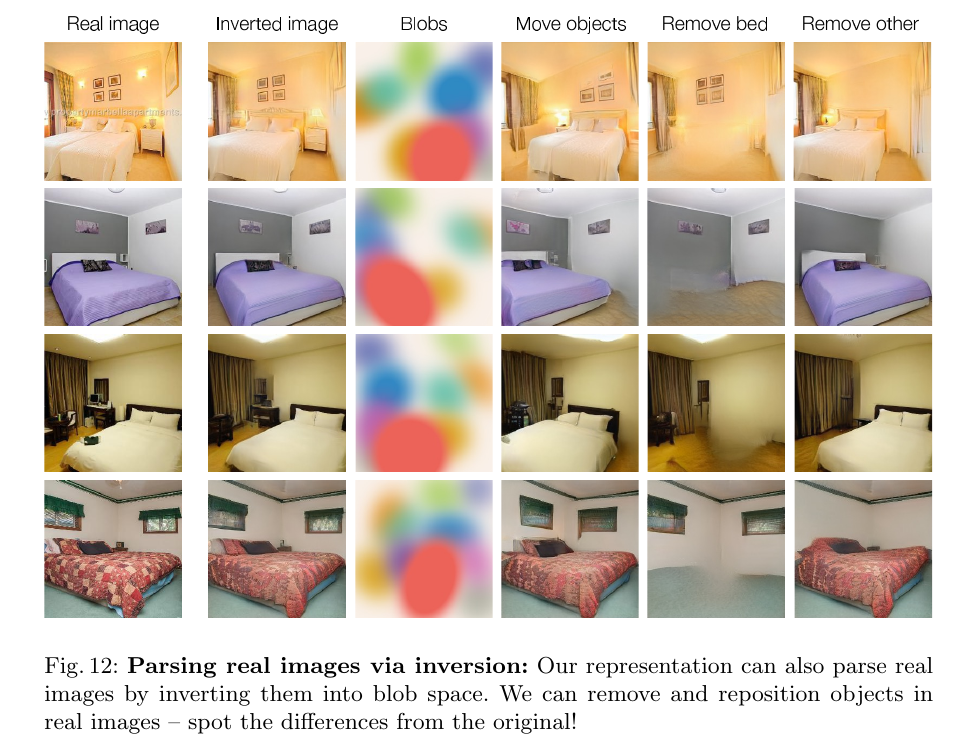 Real image Inverted image Blobs Move objects Remove bed Remove other
Fig. 12: Parsing real images via inversion: Our representation can also parse real
images by inverting them into blob space. We can remove and reposition objects in
real images – spot the differences from the original!